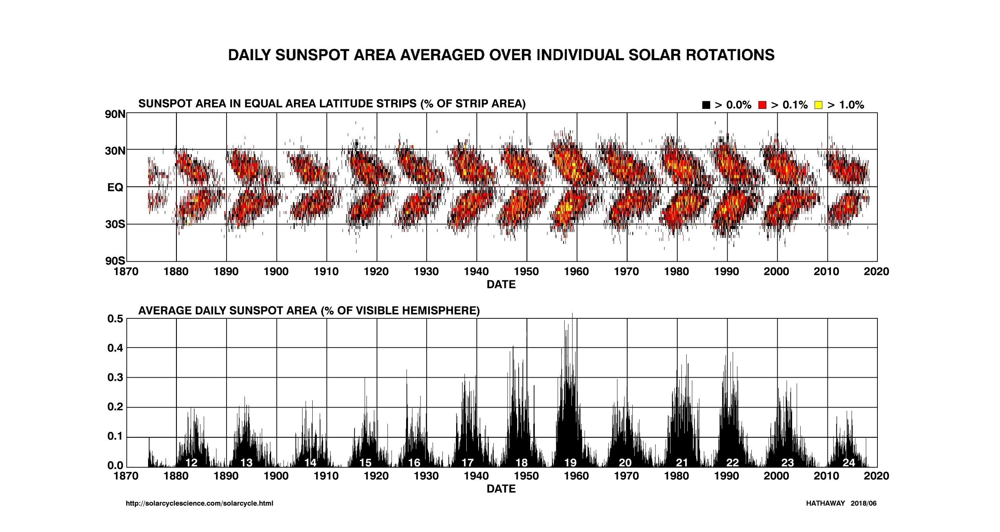 DAILY SUNSPOT AREA AVERAGED OVER INDIVIDUAL SOLAR ROTATIONS
SUNSPOT AREA IN EQUAL AREA LATITUDE STRIPS (% OF STRIP AREA)
> 0.0% > 0.1% > 1.0%
90N
30N
EQ
30S
90S
1870 1880 1890 1900 1910 1920 1930 1940 1950 1960 1970 1980 1990 2000 2010 2020
DATE
AVERAGE DAILY SUNSPOT AREA (% OF VISIBLE HEMISPHERE)
0.5
0.4
0.3
0.2
0.1
0.0
12 13 14 15 16 17 18 19 20 21 22 23 24
1870 1880 1890 1900 1910 1920 1930 1940 1950 1960 1970 1980 1990 2000 2010 2020
DATE
http://solarcyclescience.com/solarcycle.html
HATHAWAY 2018/06